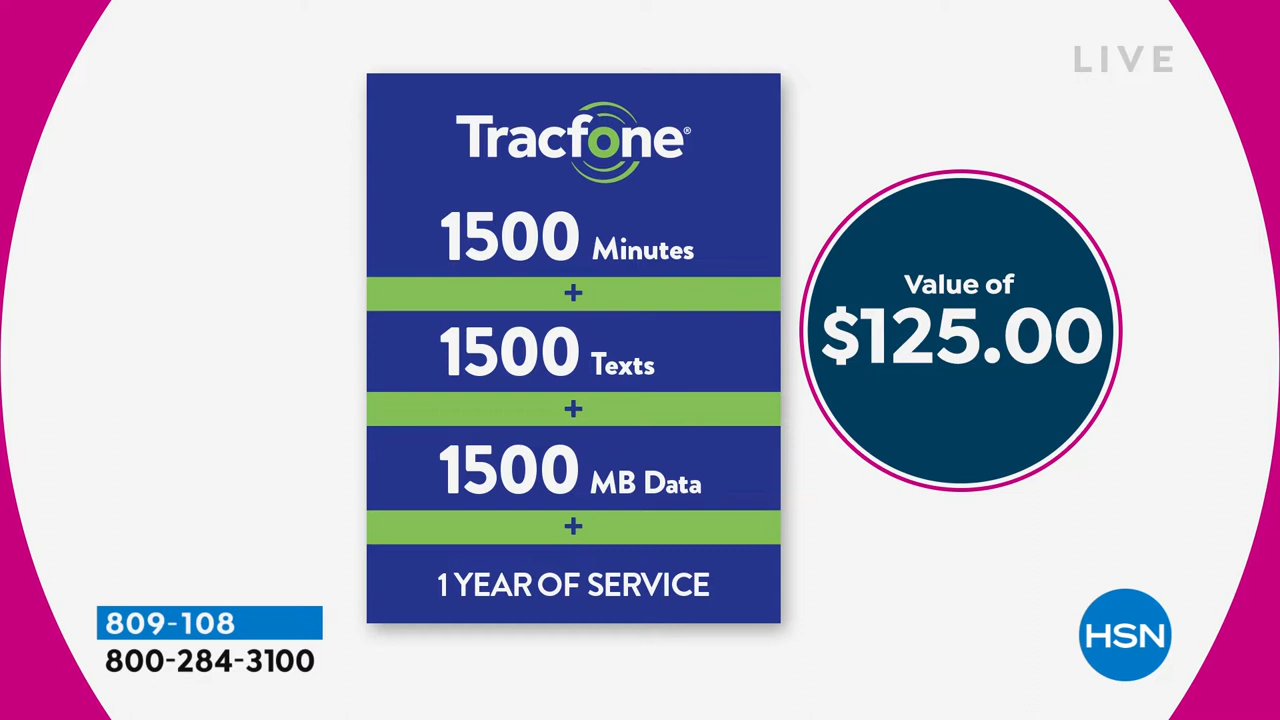 LIVE
Tracfone®
1500 Minutes
+
1500 Texts
+
1500 MB Data
+
1 YEAR OF SERVICE
Value of
$125.00
809-108
800-284-3100
HSN